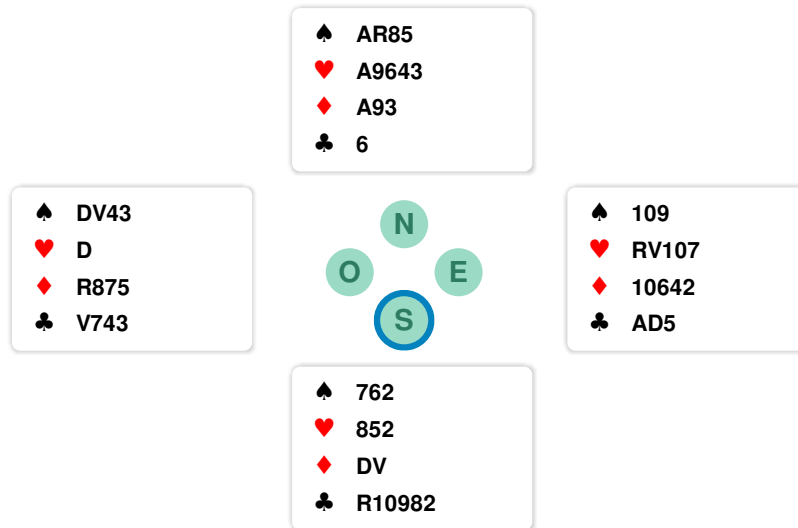 ♠ AR85
♥ A9643
♦ A93
♣ 6
♠ DV43
♥ D
♦ R875
♣ V743
N
O E
S
♠ 109
♥ RV107
♦ 10642
♣ AD5
♠ 762
♥ 852
♦ DV
♣ R10982